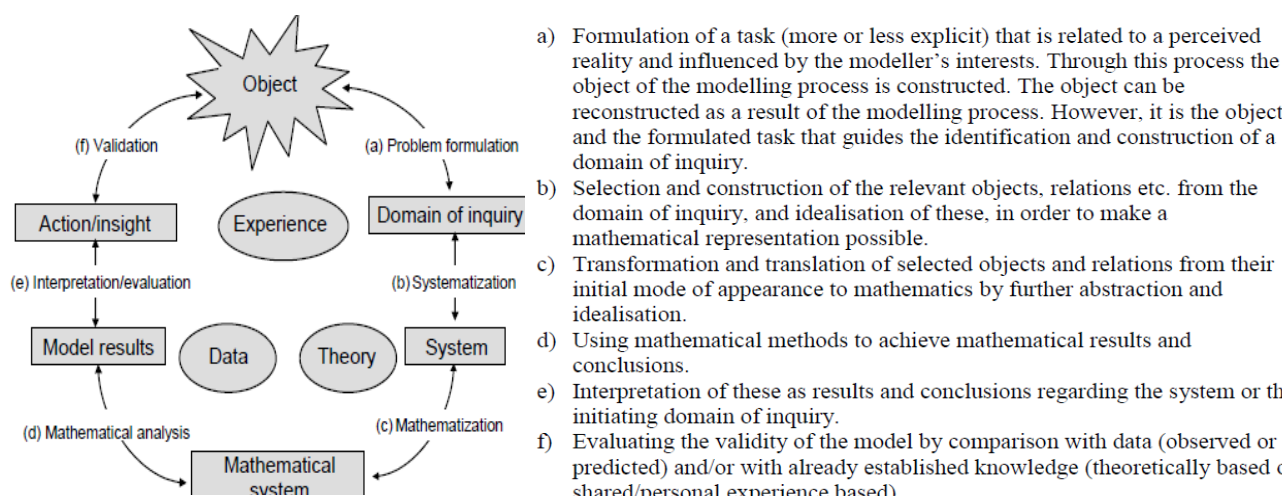 Object
(f) Validation
(a) Problem formulation
Experience
Action/insight
Domain of inquiry
(e) Interpretation/evaluation
(b) Systematization
Model results
Data
Theory
System
(d) Mathematical analysis
(c) Mathematization
Mathematical
system
a) Formulation of a task (more or less explicit) that is related to a perceived
reality and influenced by the modeller's interests. Through this process the
object of the modelling process is constructed. The object can be
reconstructed as a result of the modelling process. However, it is the object
and the formulated task that guides the identification and construction of a
domain of inquiry.
b) Selection and construction of the relevant objects, relations etc. from the
domain of inquiry, and idealisation of these, in order to make a
mathematical representation possible.
c) Transformation and translation of selected objects and relations from their
initial mode of appearance to mathematics by further abstraction and
idealisation.
d) Using mathematical methods to achieve mathematical results and
conclusions.
e) Interpretation of these as results and conclusions regarding the system or
initiating domain of inquiry.
f) Evaluating the validity of the model by comparison with data (observed or
predicted) and/or with already established knowledge (theoretically based
shared/personal experience based)